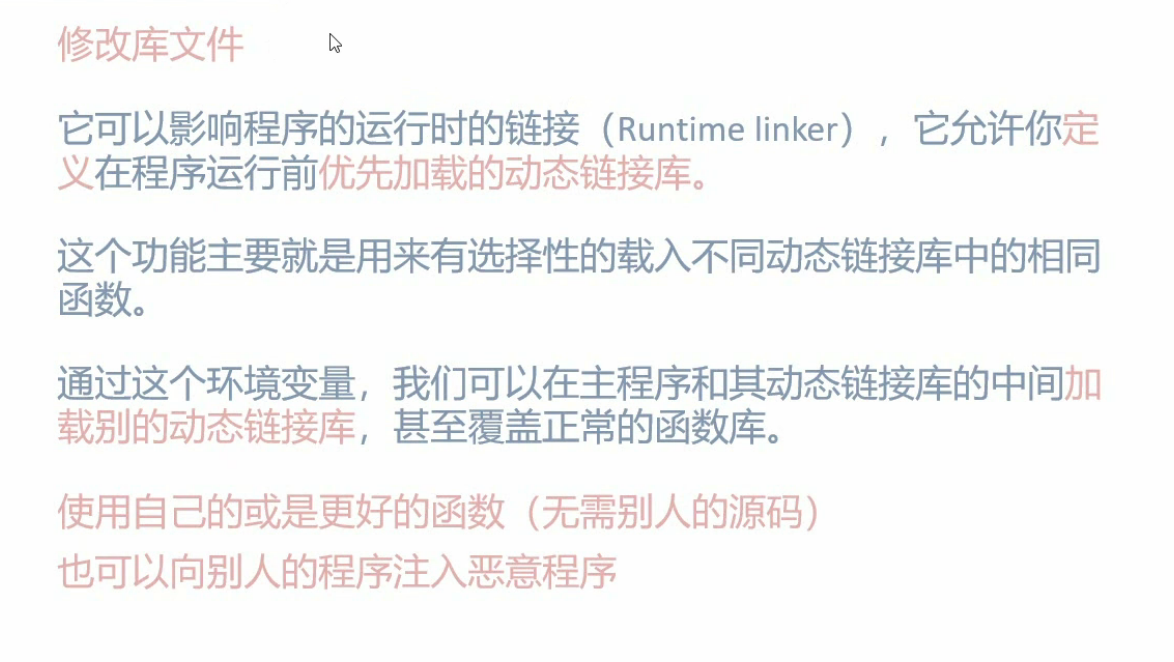 修改库文件
它可以影响程序的运行时的链接（Runtime linker），它允许你定
义在程序运行前优先加载的动态链接库。
这个功能主要就是用来有选择性的载入不同动态链接库中的相同
函数。
通过这个环境变量，我们可以在主程序和其动态链接库的中间加
载别的动态链接库，甚至覆盖正常的函数库。
使用自己的或是更好的函数（无需别人的源码）
也可以向别人的程序注入恶意程序